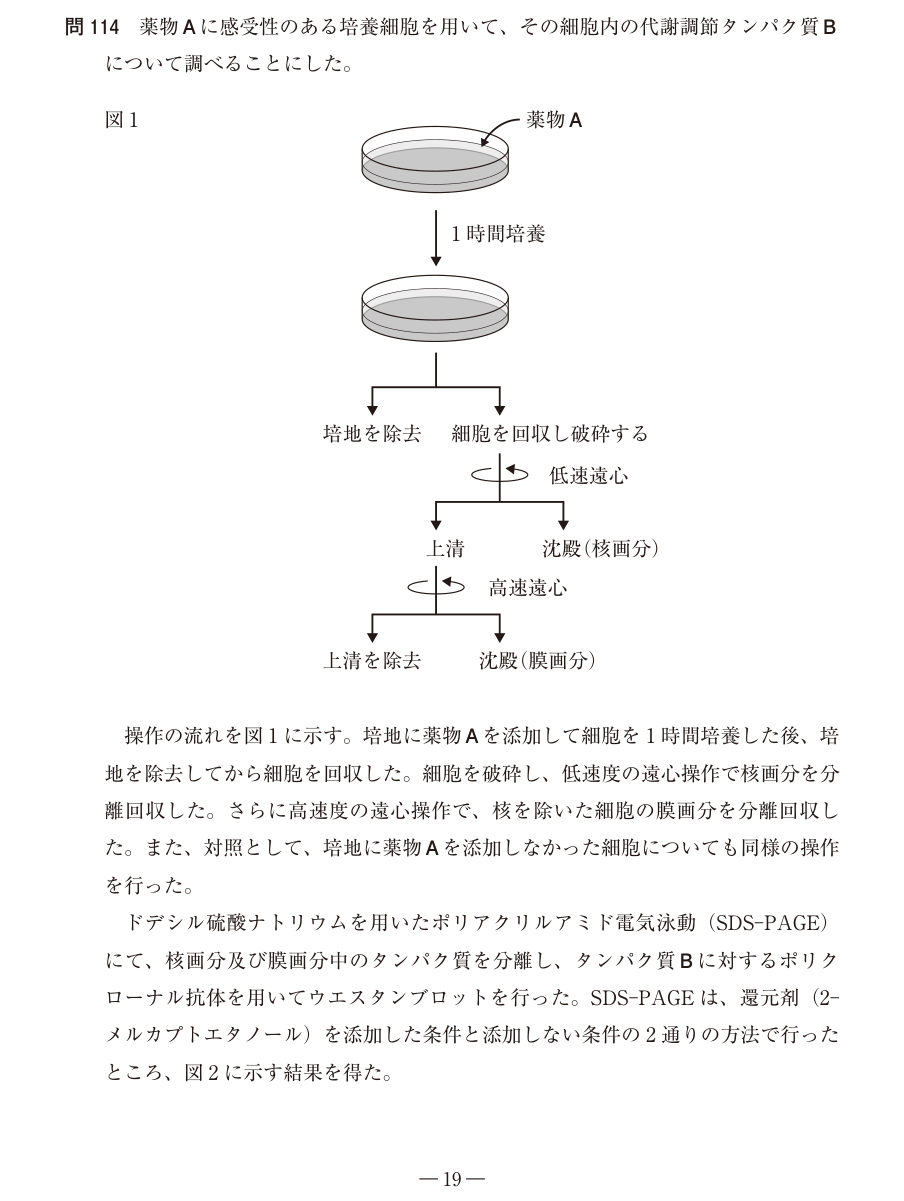 問 114　薬物Aに感受性のある培養細胞を用いて、その細胞内の代謝調節タンパク質B
について調べることにした。
図1
薬物A
1時間培養
培地を除去　細胞を回収し破砕する
低速遠心
上清　沈殿(核画分)
高速遠心
上清を除去　沈殿(膜画分)
操作の流れを図1に示す。培地に薬物Aを添加して細胞を1時間培養した後、培
地を除去してから細胞を回収した。細胞を破砕し、低速度の遠心操作で核画分を分
離回収した。さらに高速度の遠心操作で、核を除いた細胞の膜画分を分離回収し
た。また、対照として、培地に薬物Aを添加しなかった細胞についても同様の操作
を行った。
ドデシル硫酸ナトリウムを用いたポリアクリルアミド電気泳動（SDS-PAGE）
にて、核画分及び膜画分中のタンパク質を分離し、タンパク質Bに対するポリク
ローナル抗体を用いてウエスタンブロットを行った。SDS-PAGEは、還元剤（2-
メルカプトエタノール）を添加した条件と添加しない条件の2通りの方法で行った
ところ、図2に示す結果を得た。
― 19 ―